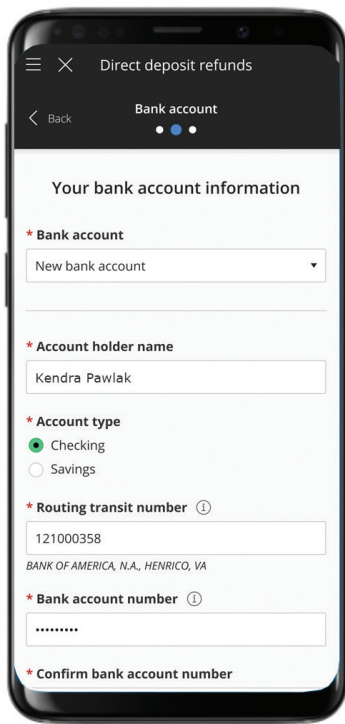 Direct deposit refunds
Back
Bank account
Your bank account information
* Bank account
New bank account
* Account holder name
Kendra Pawlak
* Account type
Checking
Savings
* Routing transit number
121000358
BANK OF AMERICA, N.A., HENRICO, VA
* Bank account number
•••••••••
* Confirm bank account number